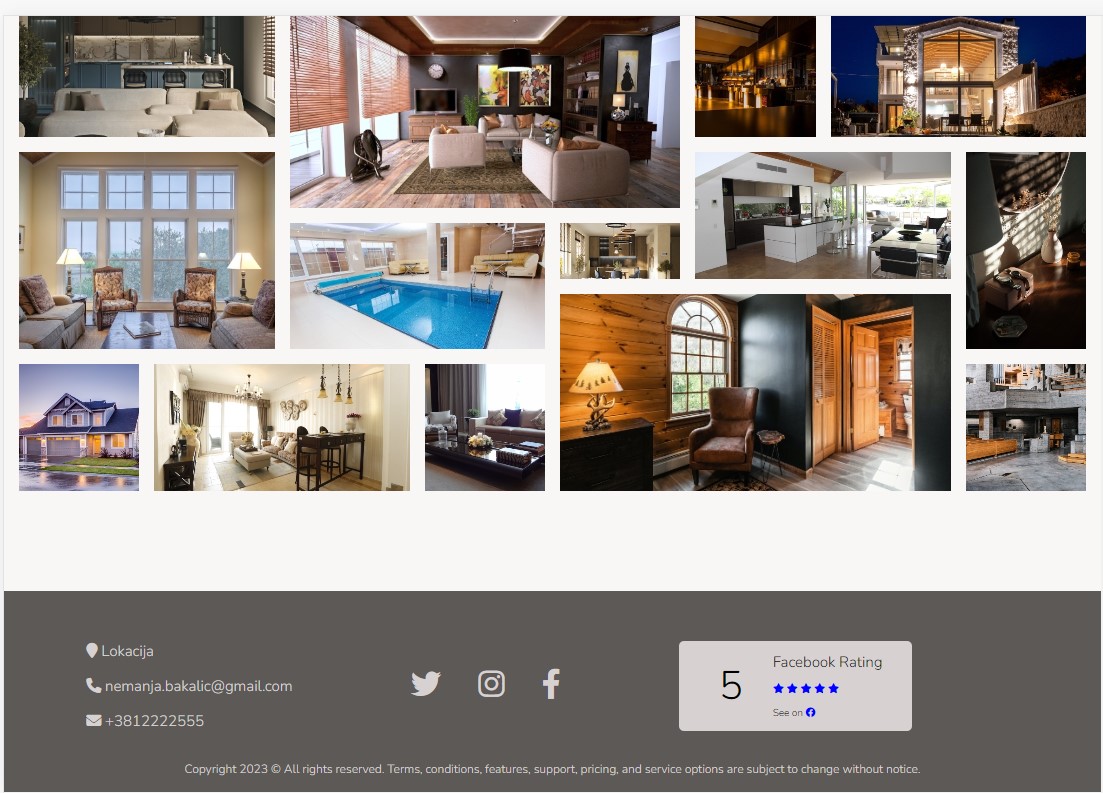 Lokacija
nemanja.bakalic@gmail.com
+3812222555
5
Facebook Rating
See on
Copyright 2023 © All rights reserved. Terms, conditions, features, support, pricing, and service options are subject to change without notice.